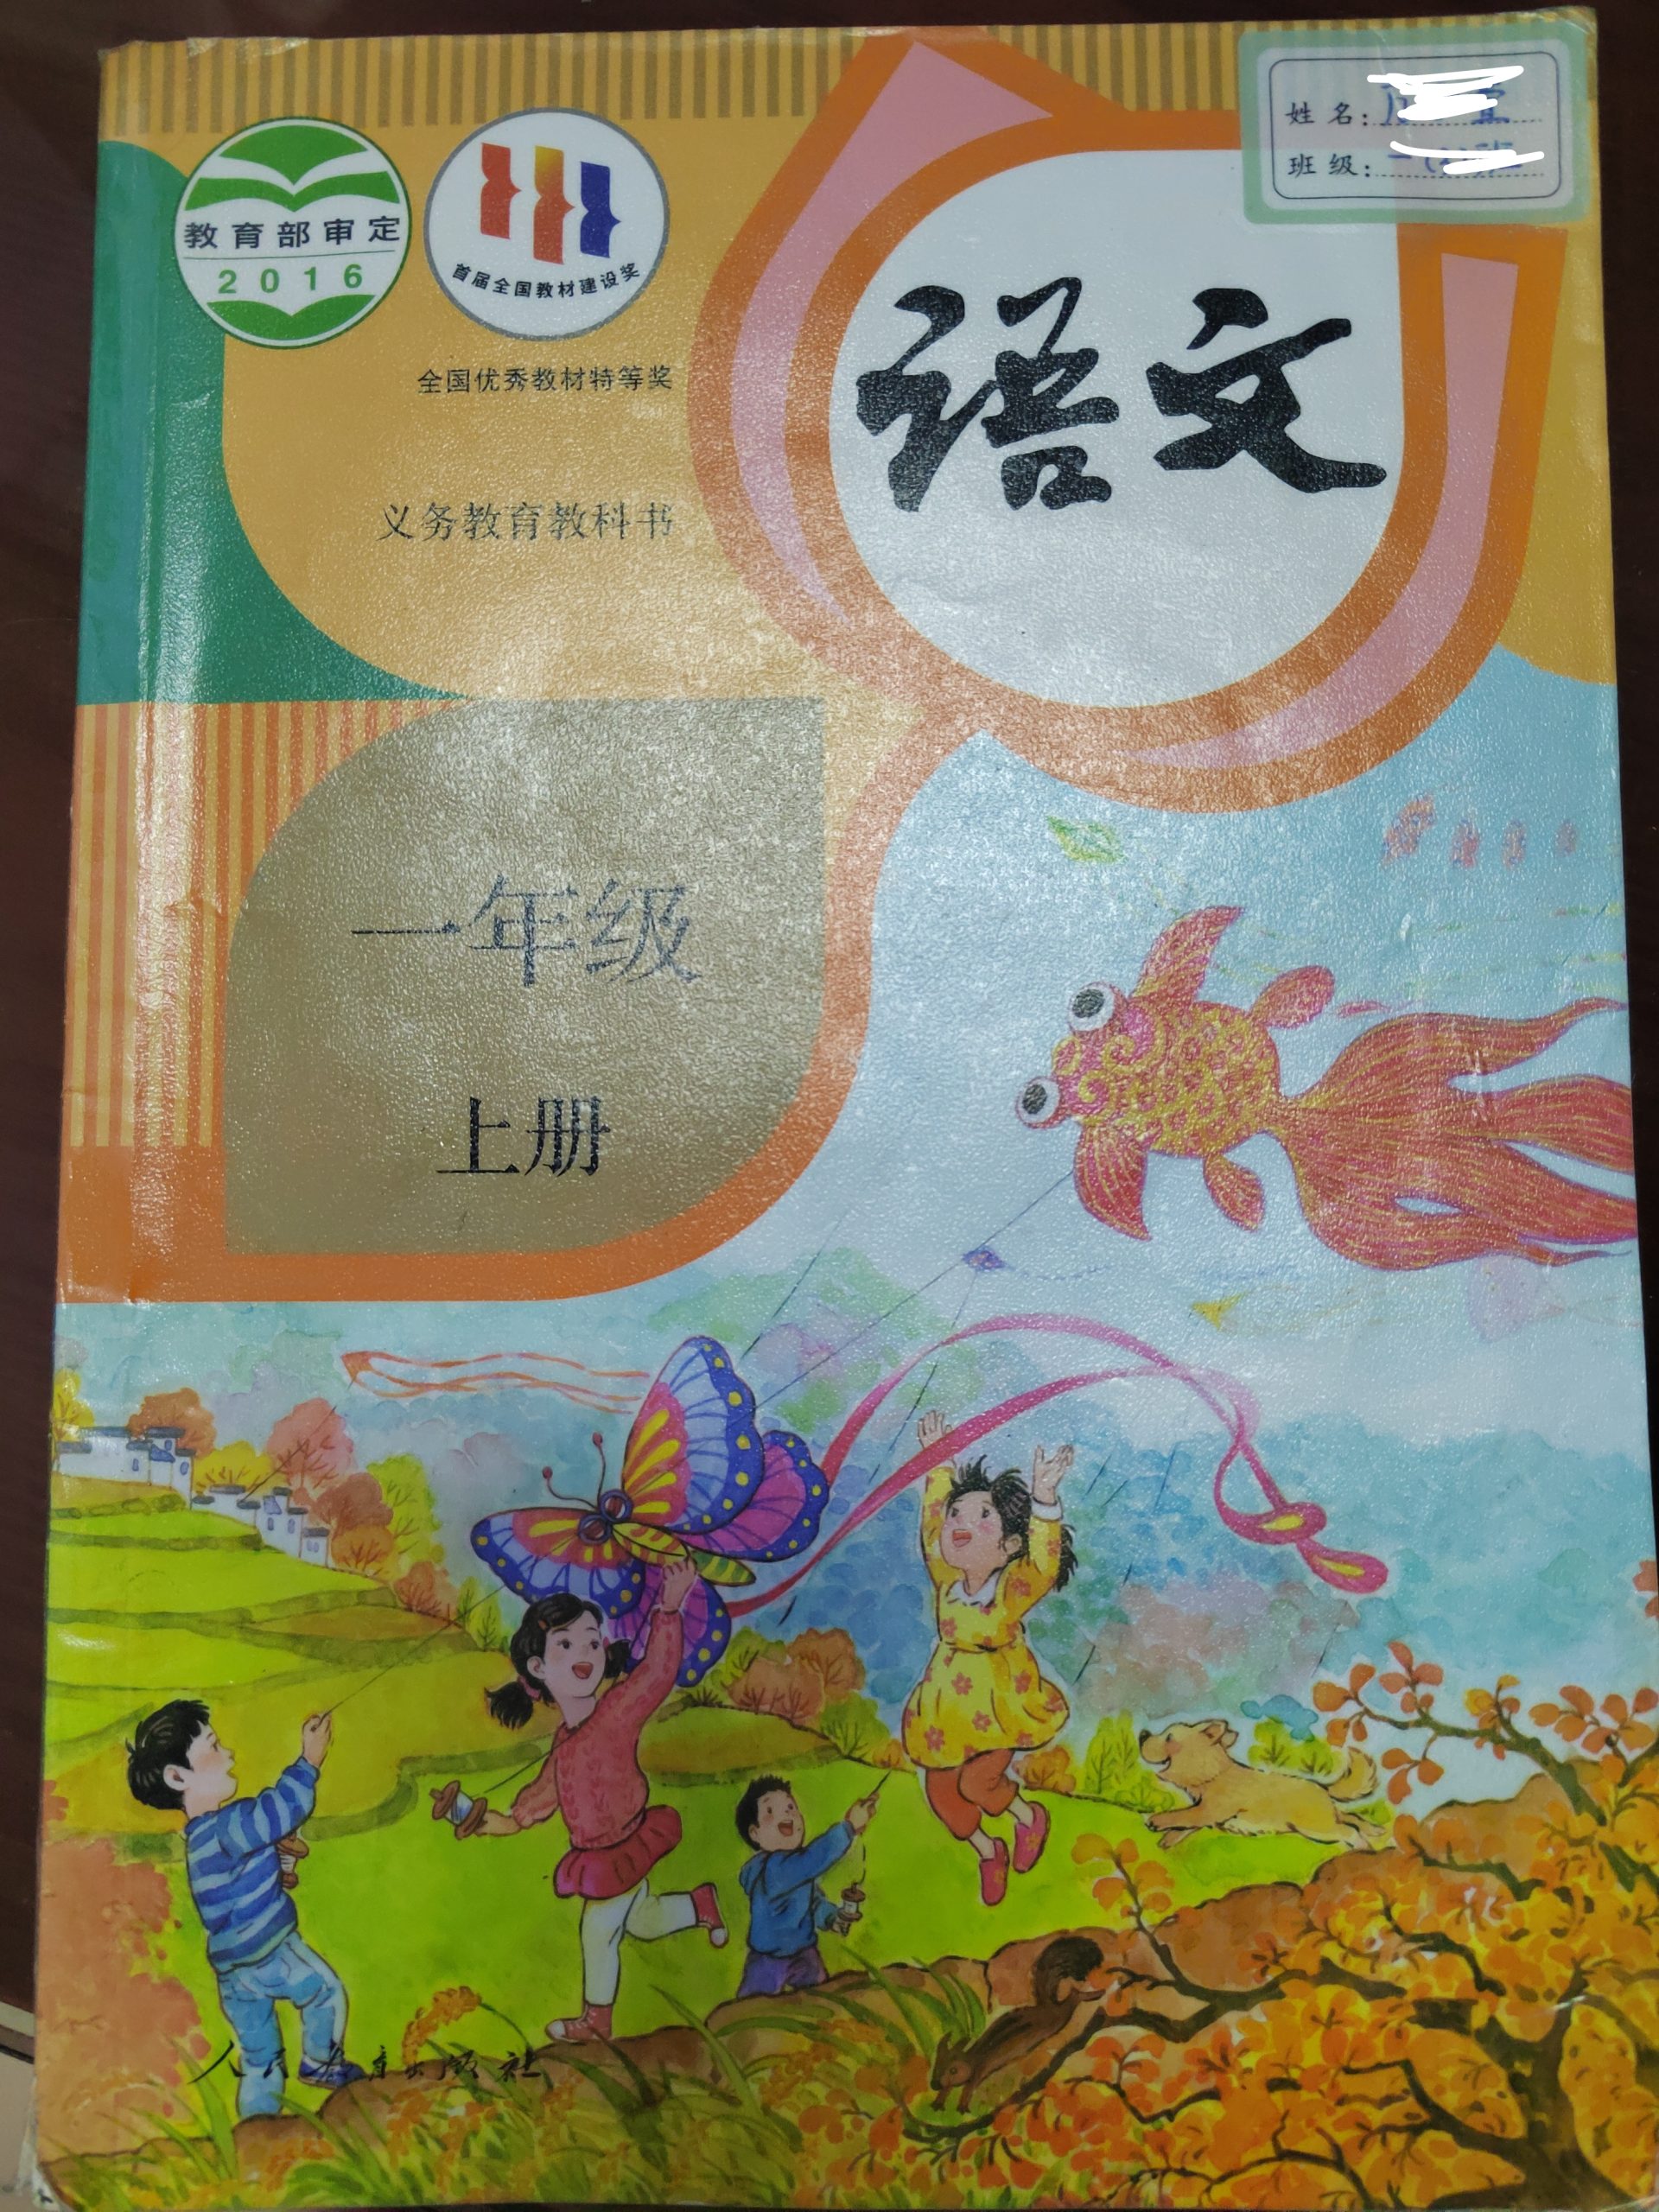 姓名:
班级:
教育部审定
2016
首届全国教材建设奖
全国优秀教材特等奖
语文
义务教育教科书
一年级
上册
人民教育出版社